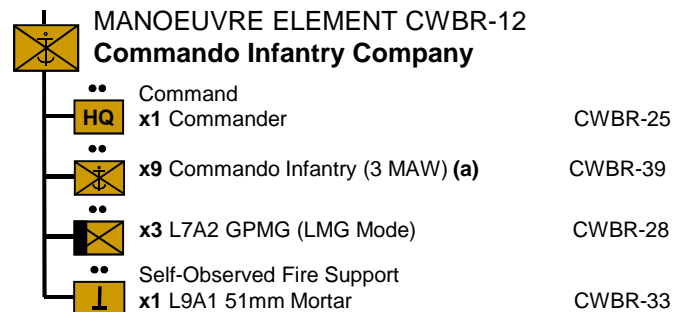 MANOEUVRE ELEMENT CWBR-12
Commando Infantry Company
Command
HQ x1 Commander CWBR-25
x9 Commando Infantry (3 MAW) (a) CWBR-39
x3 L7A2 GPMG (LMG Mode) CWBR-28
Self-Observed Fire Support
x1 L9A1 51mm Mortar CWBR-33